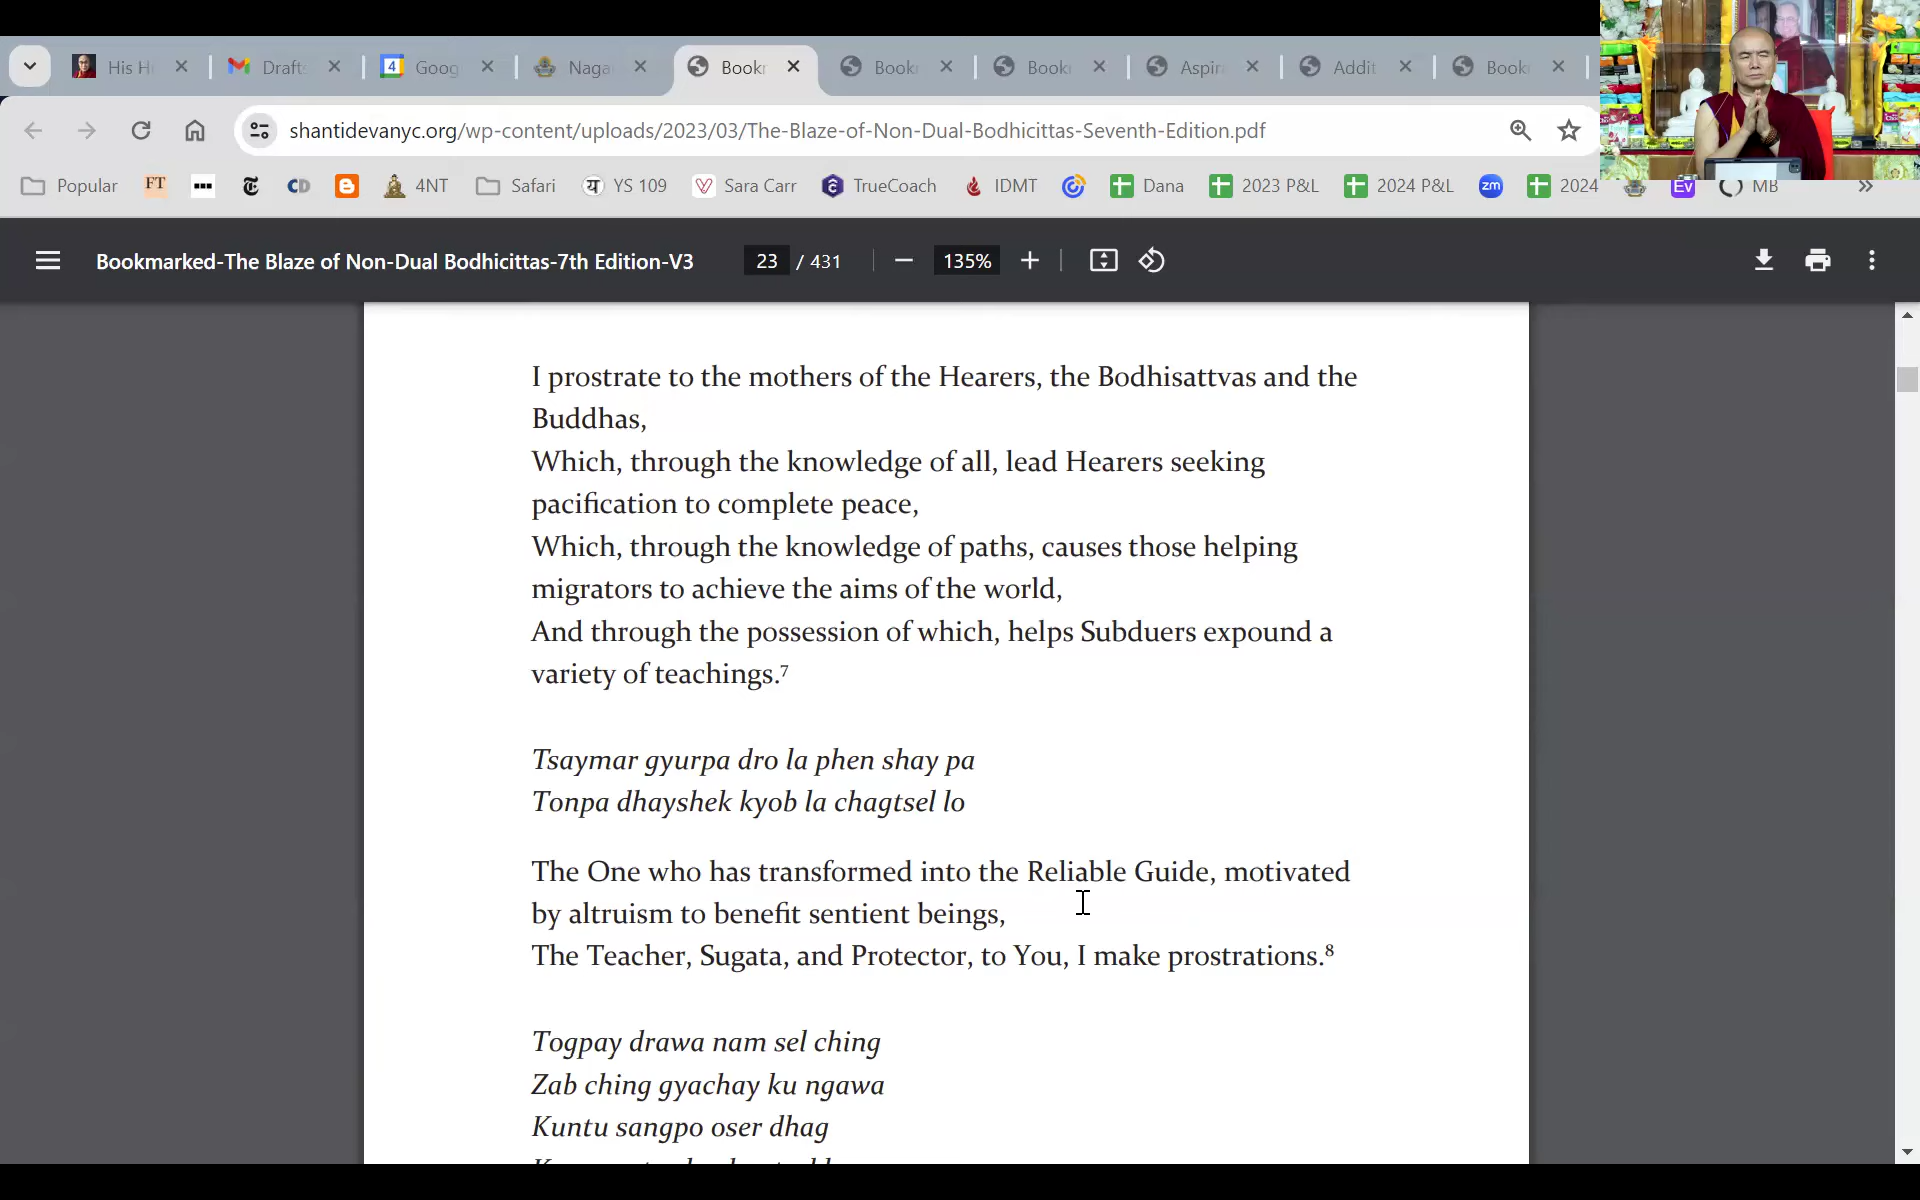 His H
Drafts
4
Goog
Naga
Book
Book
Book
Aspir
Addit
Book
shantidevanyc.org/wp-content/uploads/2023/03/The-Blaze-of-Non-Dual-Bodhicittas-Seventh-Edition.pdf
Popular
FT
CD
4NT
Safari
य YS 109
Sara Carr
TrueCoach
IDMT
Dana
2023 P&L
2024 P&L
zm
2024
Ev
MB
Bookmarked-The Blaze of Non-Dual Bodhicittas-7th Edition-V3
23 / 431
135%
I prostrate to the mothers of the Hearers, the Bodhisattvas and the
Buddhas,
Which, through the knowledge of all, lead Hearers seeking
pacification to complete peace,
Which, through the knowledge of paths, causes those helping
migrators to achieve the aims of the world,
And through the possession of which, helps Subduers expound a
variety of teachings.⁷
Tsaymar gyurpa dro la phen shay pa
Tonpa dhayshek kyob la chagtsel lo
The One who has transformed into the Reliable Guide, motivated
by altruism to benefit sentient beings,
The Teacher, Sugata, and Protector, to You, I make prostrations.⁸
Togpay drawa nam sel ching
Zab ching gyachay ku ngawa
Kuntu sangpo oser dhag